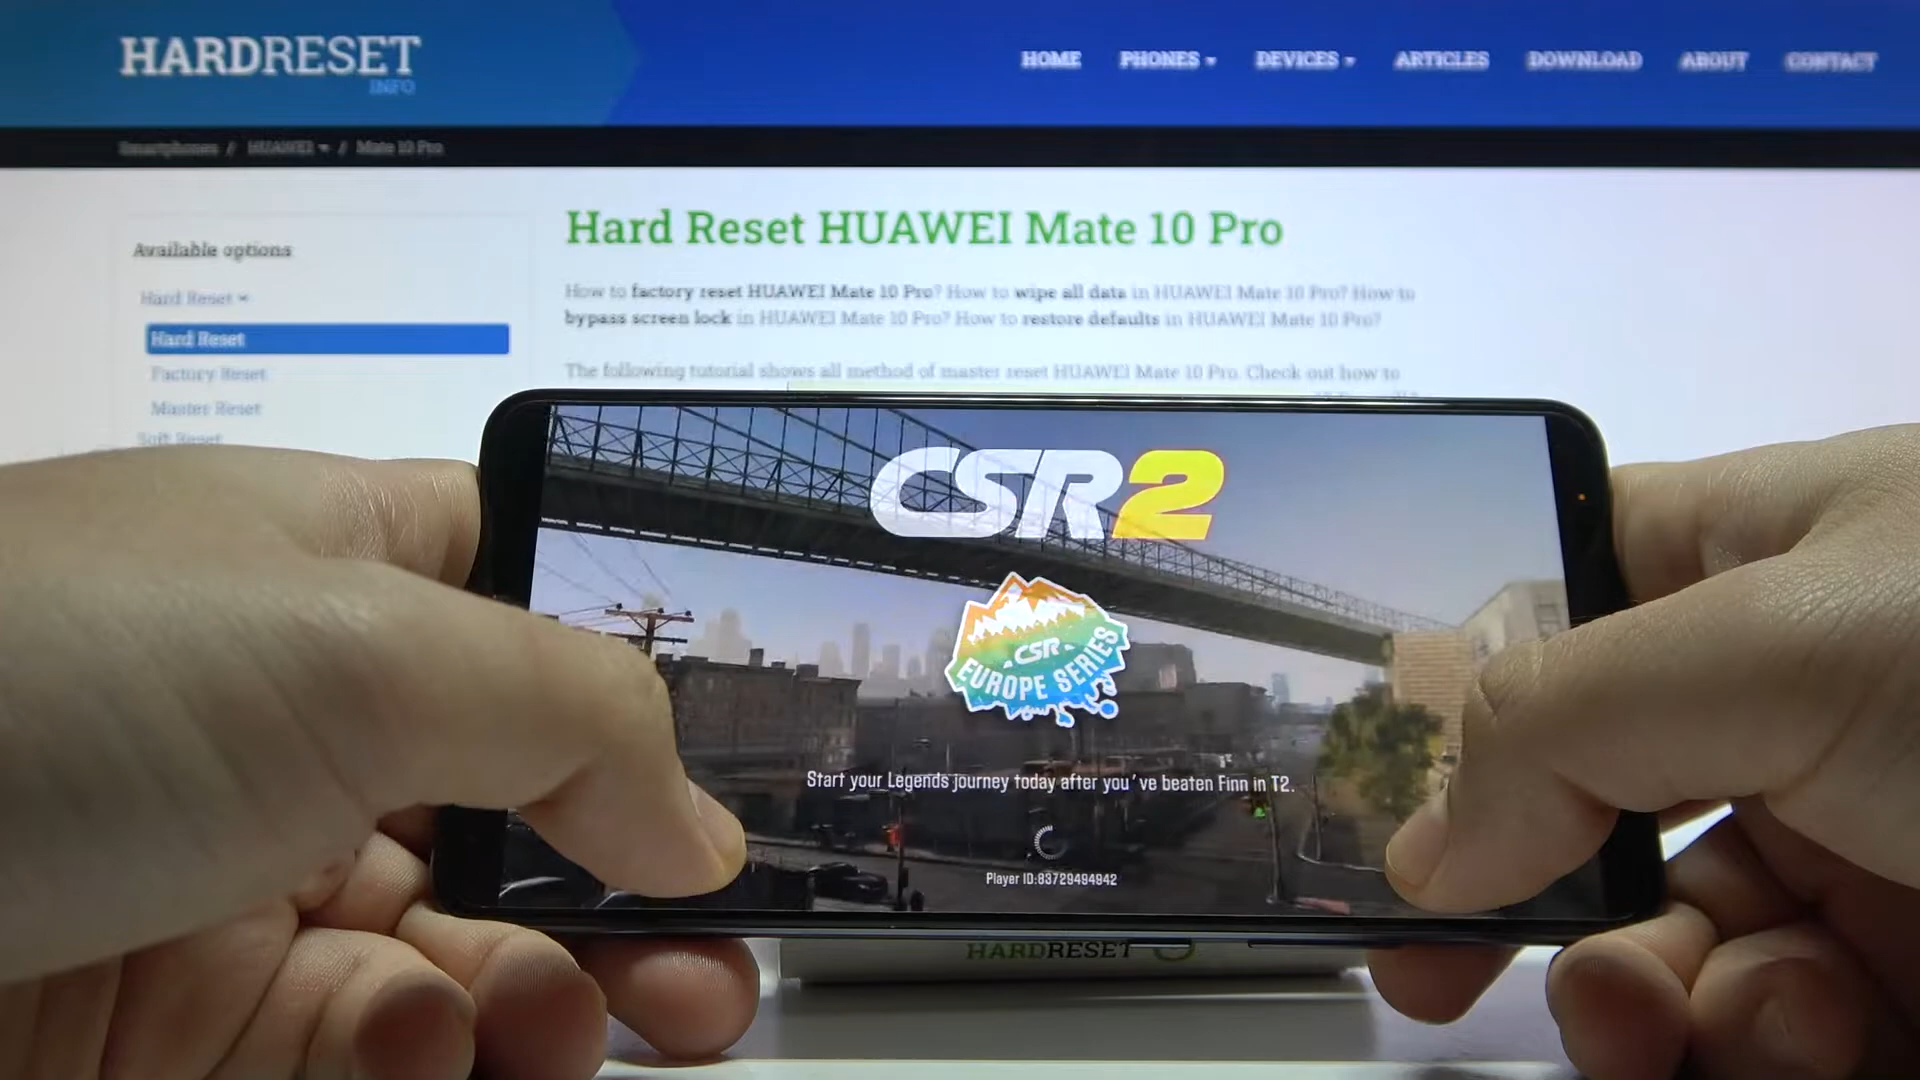 HARDRESET
INFO
HOME PHONES DEVICES ARTICLES DOWNLOAD ABOUT CONTACT
Smartphones / HUAWEI / Mate 10 Pro
Available options
Hard Reset
Hard Reset
Factory Reset
Master Reset
Soft Reset
Hard Reset HUAWEI Mate 10 Pro
How to factory reset HUAWEI Mate 10 Pro? How to wipe all data in HUAWEI Mate 10 Pro? How to
bypass screen lock in HUAWEI Mate 10 Pro? How to restore defaults in HUAWEI Mate 10 Pro?
The following tutorial shows all method of master reset HUAWEI Mate 10 Pro. Check out how to
CSR2
CSR
EUROPE SERIES
Start your Legends journey today after you've beaten Finn in T2.
Player ID:83729494942
HARDRESET